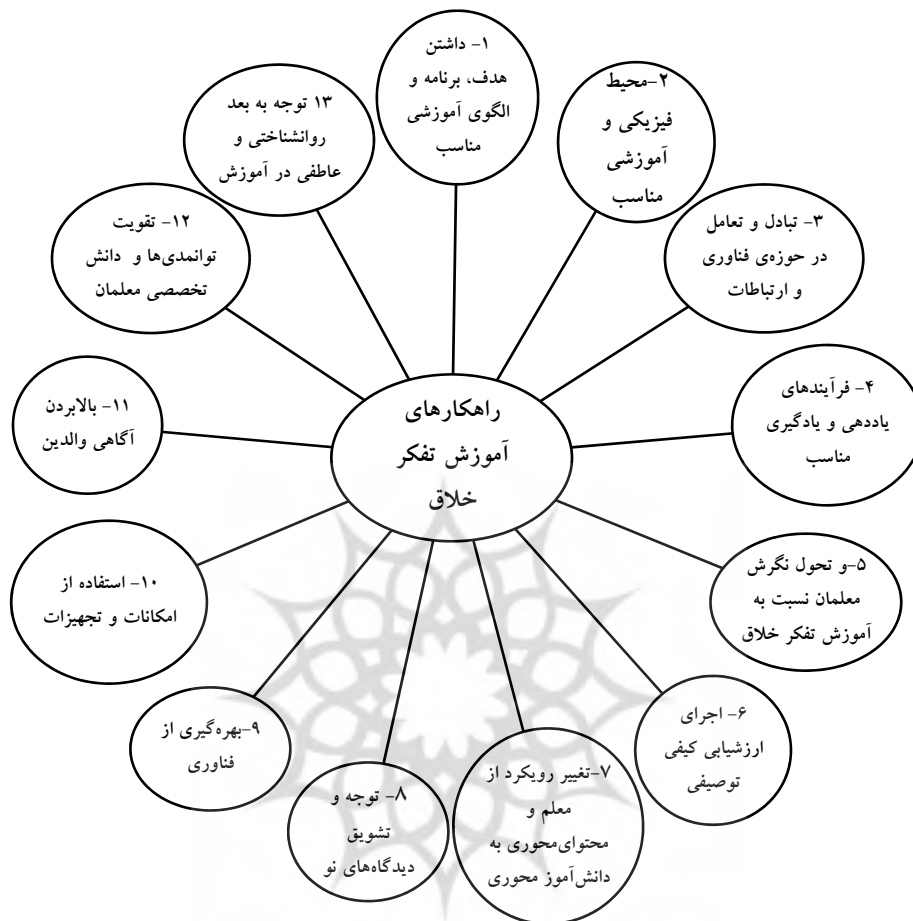 ۱- داشتن
هدف، برنامه و
الگوی آموزشی
مناسب
۲-محیط
فیزیکی و
آموزشی
مناسب
۳- تبادل و تعامل
در حوزه‌ی فناوری
و ارتباطات
۴- فرآیندهای
یاددهی و یادگیری
مناسب
۵-و تحول نگرش
معلمان نسبت به
آموزش تفکر خلاق
۶- اجرای
ارزشیابی کیفی
توصیفی
۷-تغییر رویکرد از
معلم و
محتوای‌محوری به
دانش‌آموز محوری
۸- توجه و
تشویق
دیدگاه‌های نو
۹-بهره‌گیری از
فناوری
۱۰- استفاده از
امکانات و تجهیزات
۱۱- بالابردن
آگاهی والدین
۱۲- تقویت
توانمدی‌ها و دانش
تخصصی معلمان
۱۳ توجه به بعد
روانشناختی و
عاطفی در آموزش
راهکارهای
آموزش تفکر
خلاق